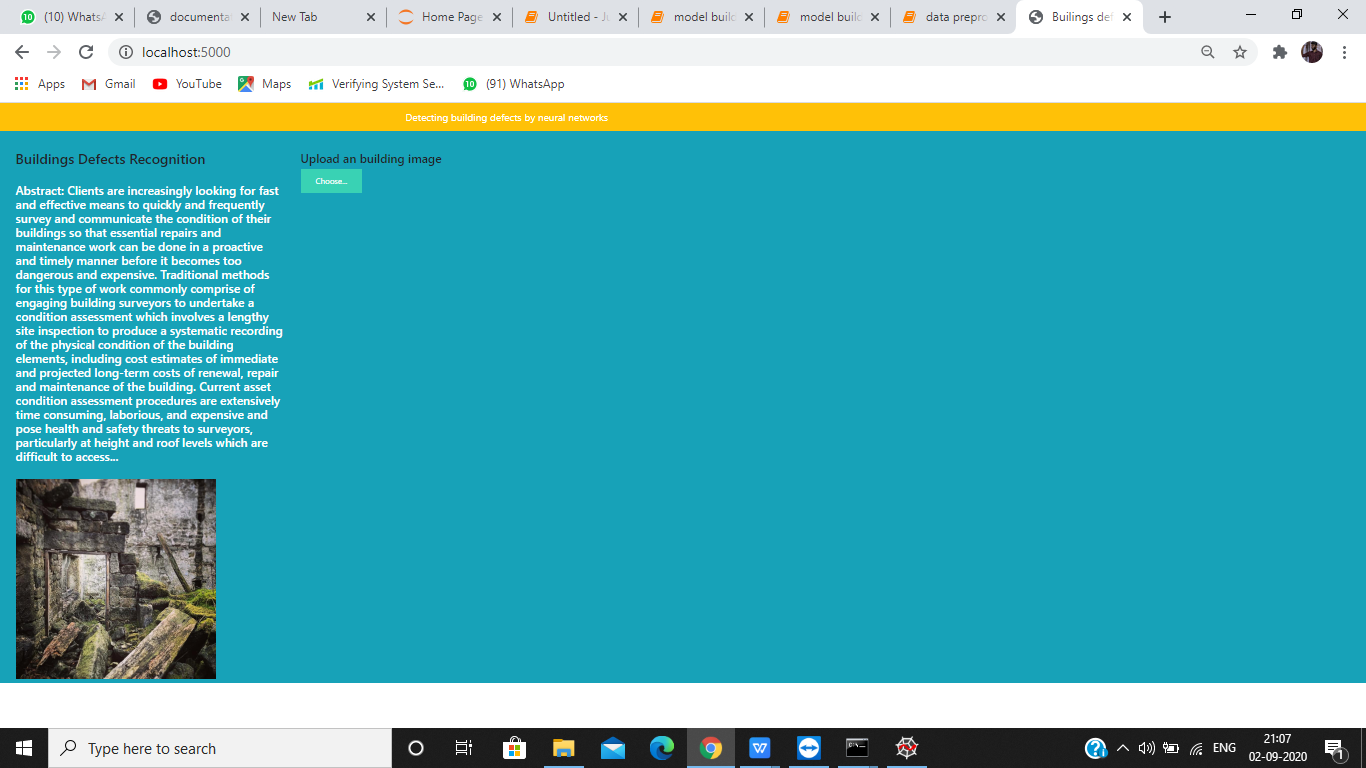 (10) Whats
documenta
New Tab
Home Page
Untitled - Ju
model build
model build
data prepro
Builings def
localhost:5000
Apps
Gmail
YouTube
Maps
Verifying System Se...
(91) WhatsApp
Detecting building defects by neural networks
Buildings Defects Recognition
Abstract: Clients are increasingly looking for fast
and effective means to quickly and frequently
survey and communicate the condition of their
buildings so that essential repairs and
maintenance work can be done in a proactive
and timely manner before it becomes too
dangerous and expensive. Traditional methods
for this type of work commonly comprise of
engaging building surveyors to undertake a
condition assessment which involves a lengthy
site inspection to produce a systematic recording
of the physical condition of the building
elements, including cost estimates of immediate
and projected long-term costs of renewal, repair
and maintenance of the building. Current asset
condition assessment procedures are extensively
time consuming, laborious, and expensive and
pose health and safety threats to surveyors,
particularly at height and roof levels which are
difficult to access...
Upload an building image
Choose...
Type here to search
ENG
21:07
02-09-2020
1